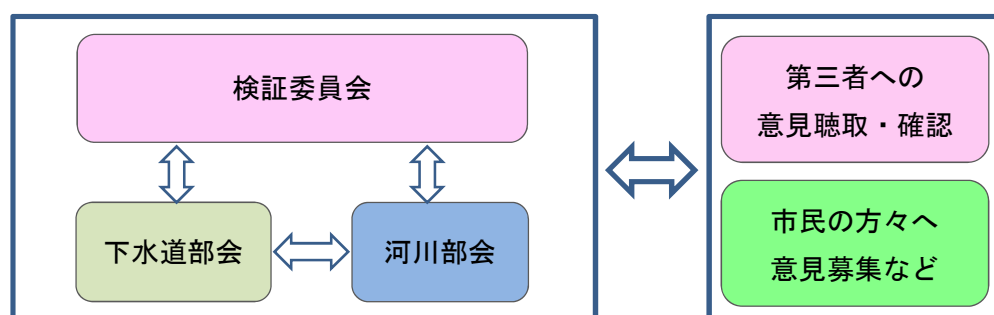 検証委員会
下水道部会
河川部会
第三者への
意見聴取・確認
市民の方々へ
意見募集など